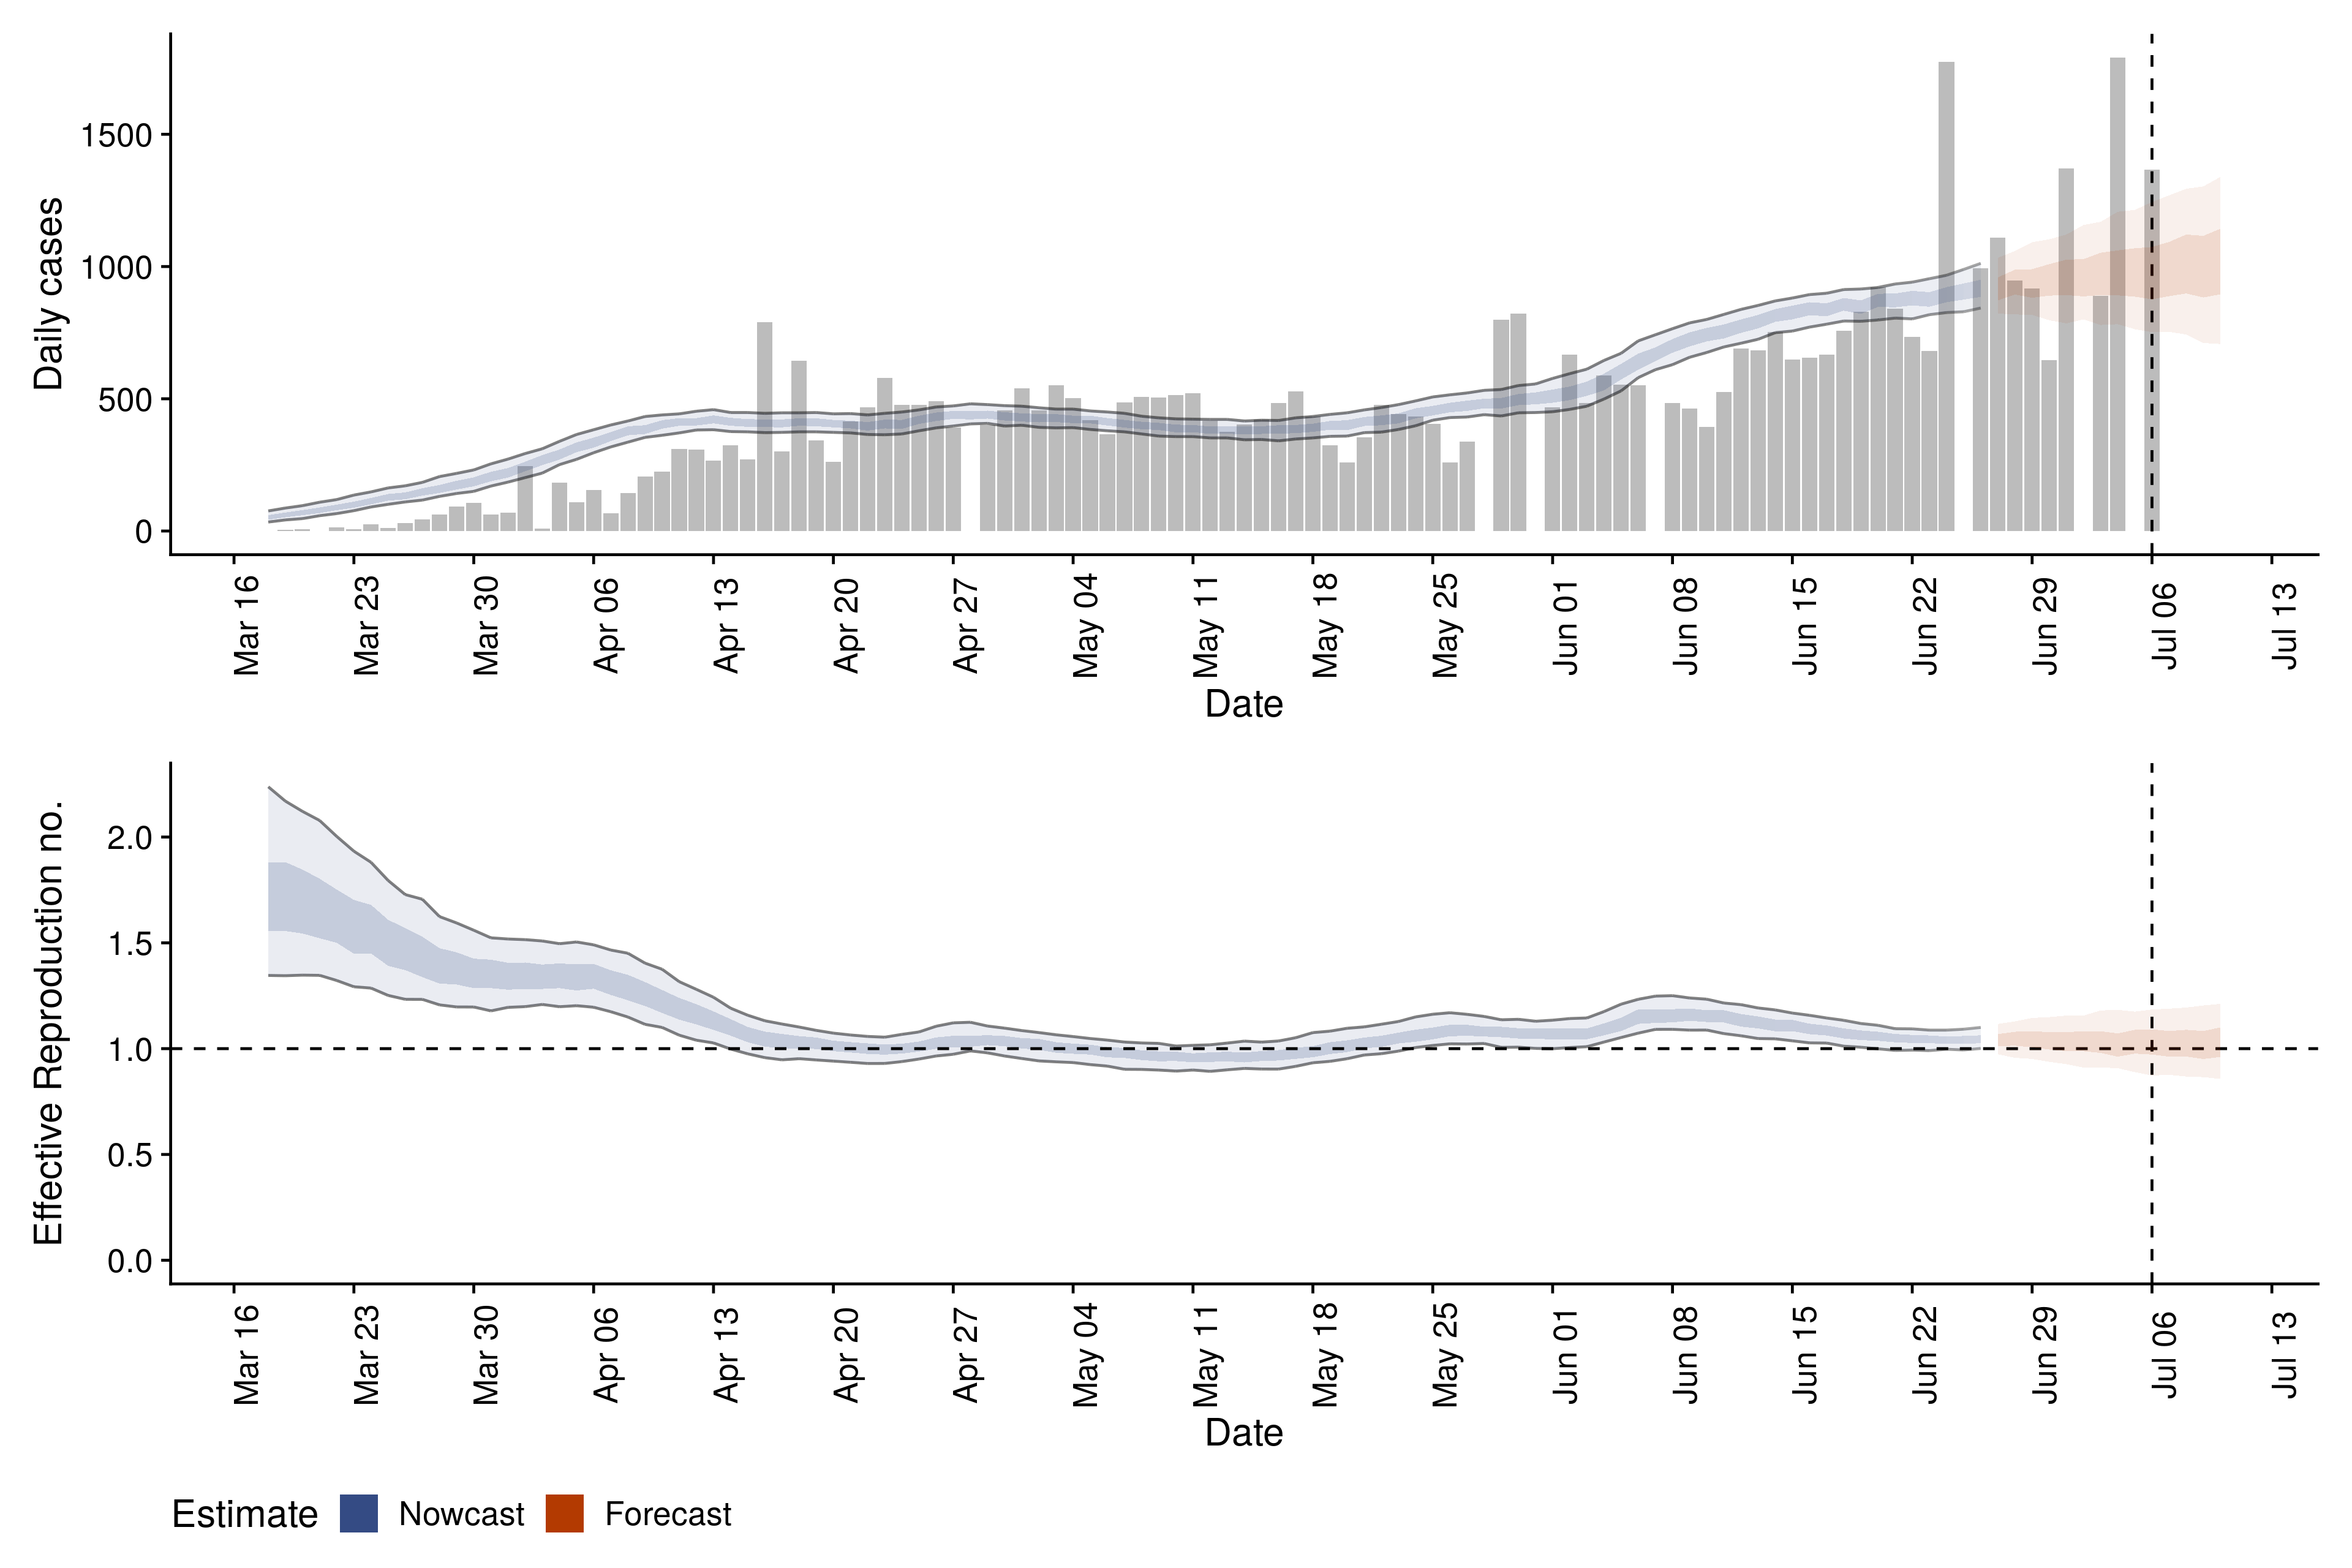 Daily cases
1500
1000
500
0
Mar 16 Mar 23 Mar 30 Apr 06 Apr 13 Apr 20 Apr 27 May 04 May 11 May 18 May 25 Jun 01 Jun 08 Jun 15 Jun 22 Jun 29 Jul 06 Jul 13
Date
Effective Reproduction no.
2.0
1.5
1.0
0.5
0.0
Mar 16 Mar 23 Mar 30 Apr 06 Apr 13 Apr 20 Apr 27 May 04 May 11 May 18 May 25 Jun 01 Jun 08 Jun 15 Jun 22 Jun 29 Jul 06 Jul 13
Date
Estimate Nowcast Forecast